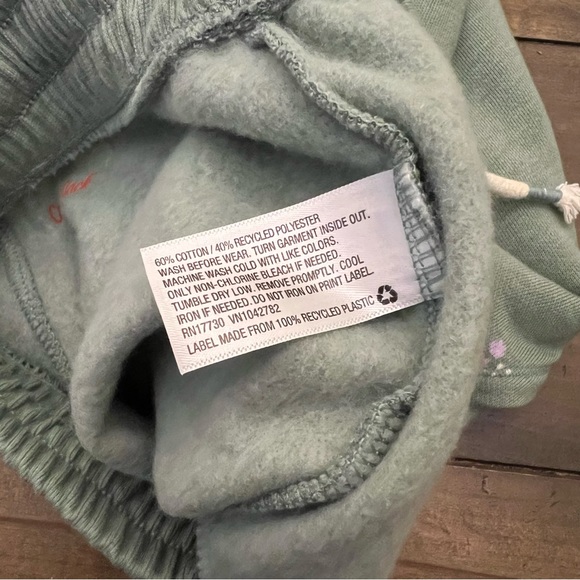 60% COTTON / 40% RECYCLED POLYESTER
WASH BEFORE WEAR. TURN GARMENT INSIDE OUT.
MACHINE WASH COLD WITH LIKE COLORS.
ONLY NON-CHLORINE BLEACH IF NEEDED.
TUMBLE DRY LOW. REMOVE PROMPTLY. COOL
IRON IF NEEDED. DO NOT IRON ON PRINT LABEL.
RN17730 VN1042782
LABEL MADE FROM 100% RECYCLED PLASTIC